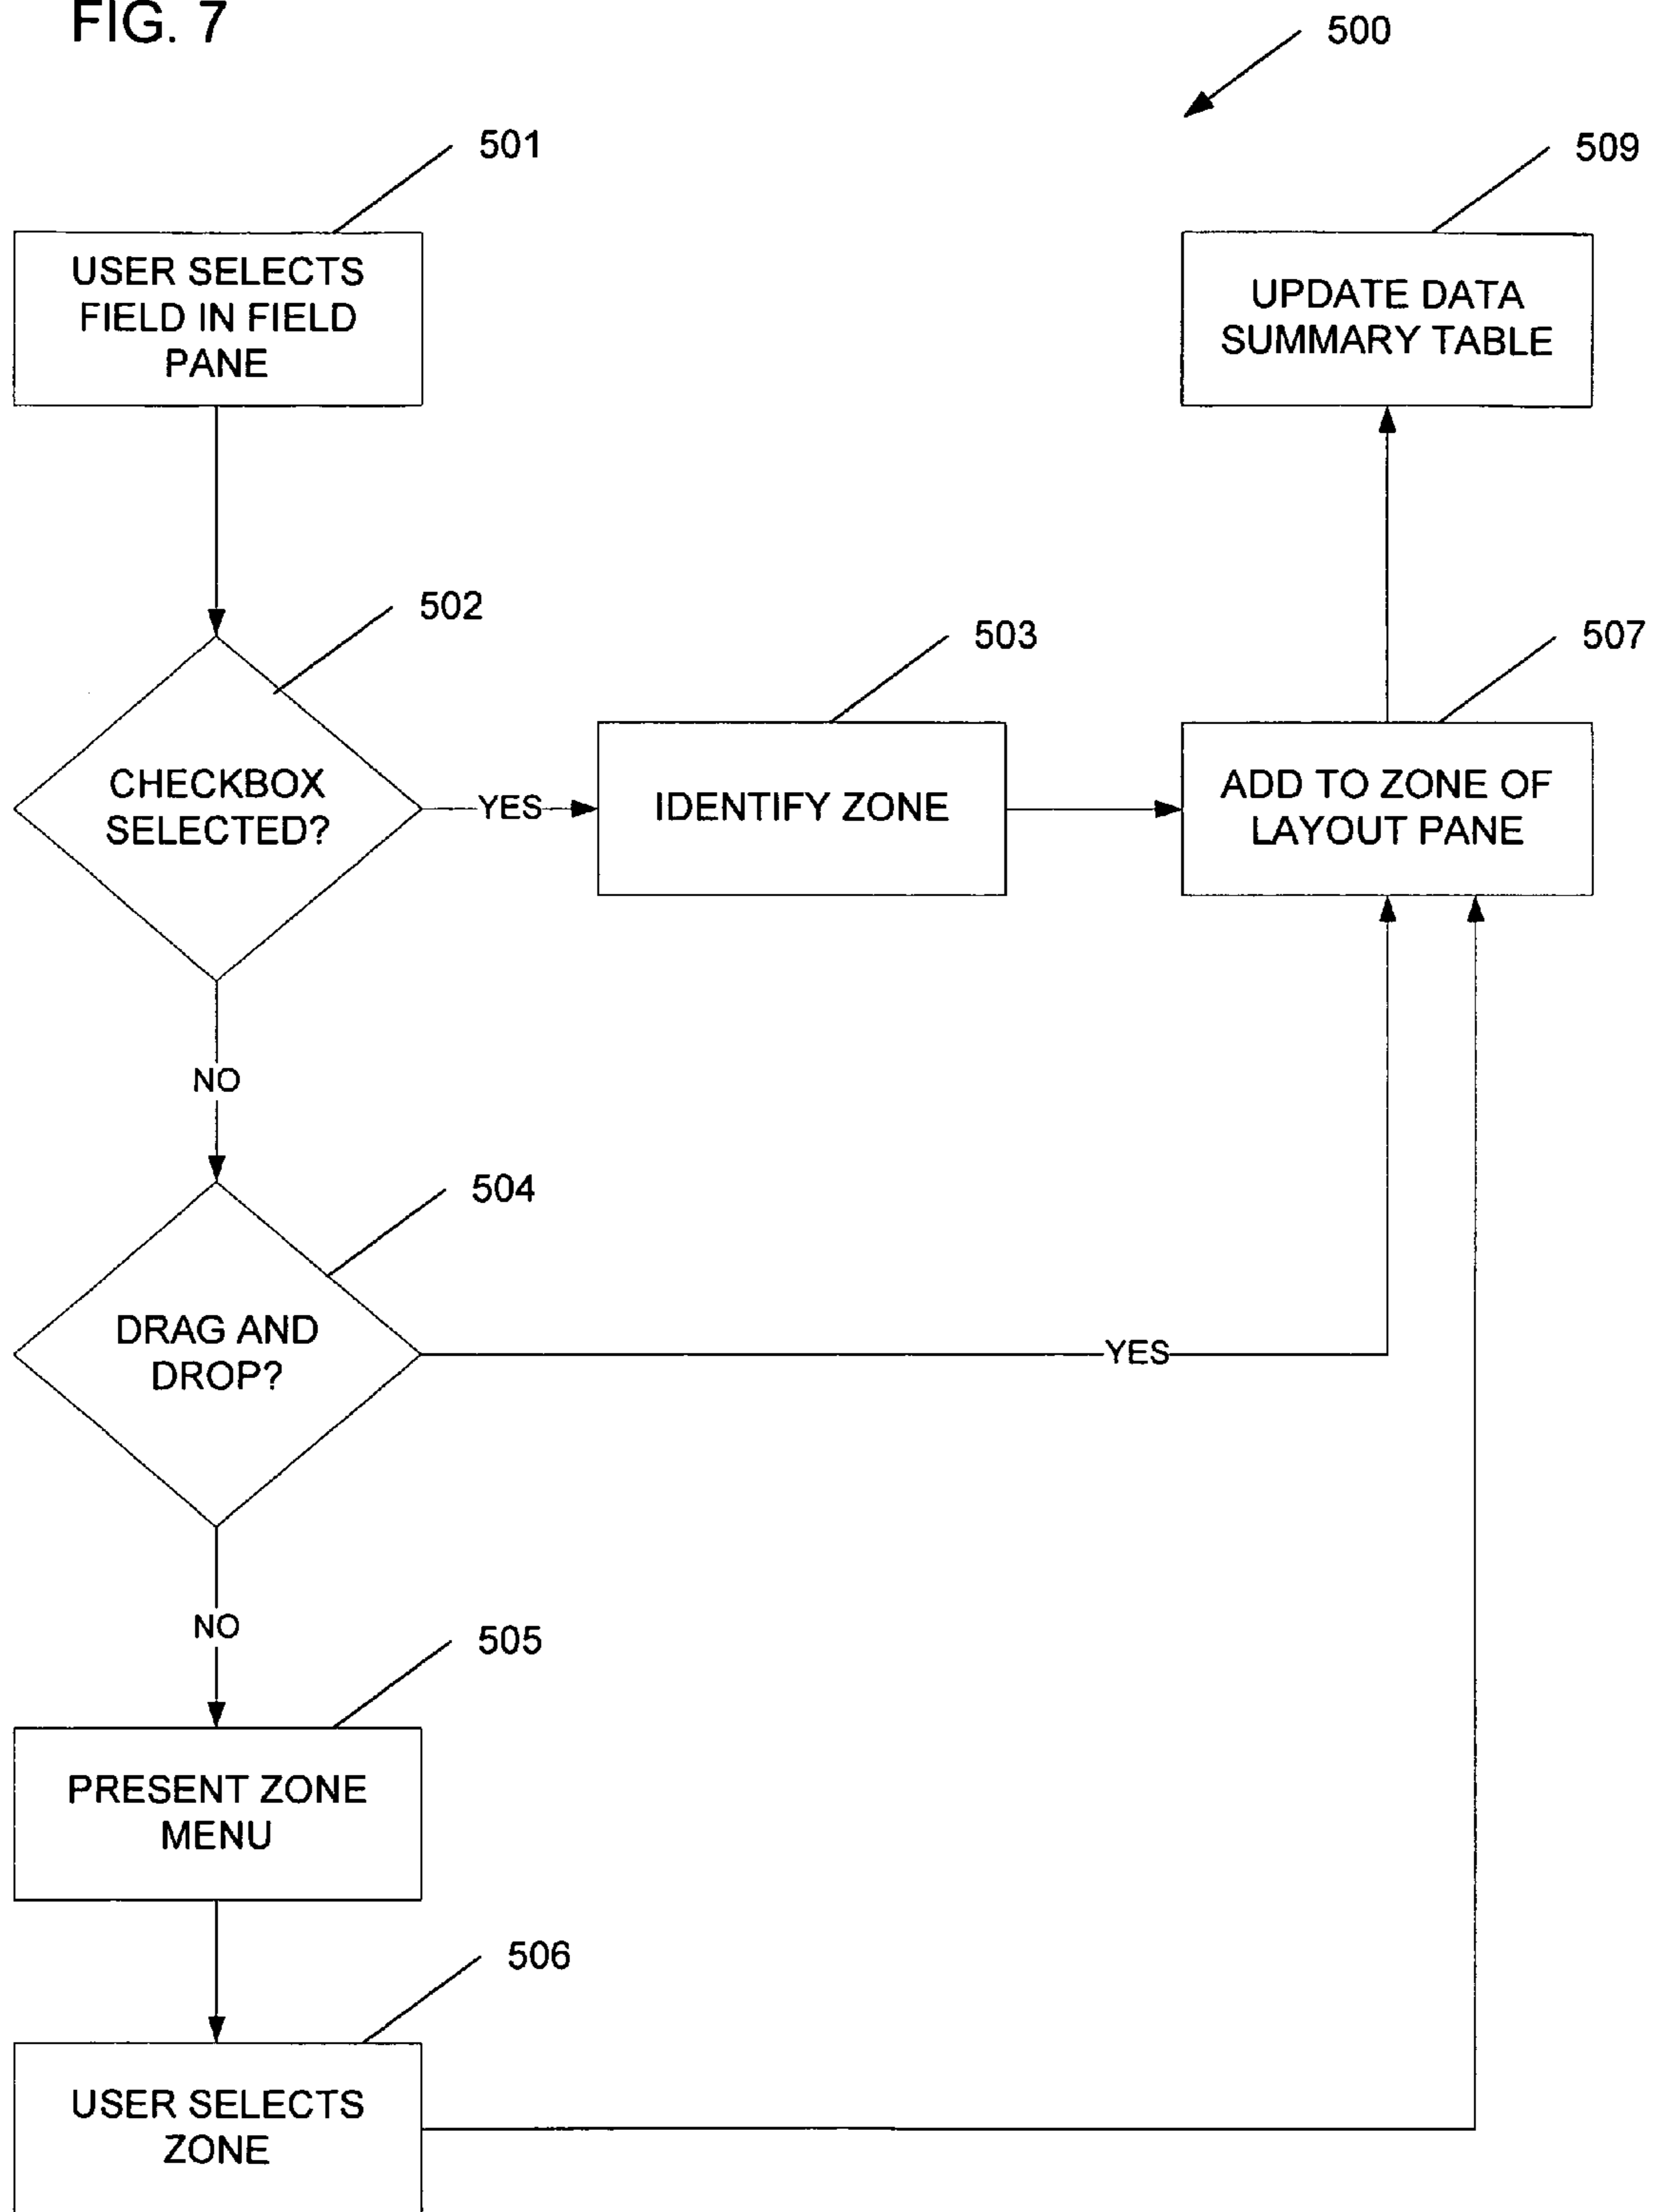 FIG. 7
500
501
509
USER SELECTS
FIELD IN FIELD
PANE
UPDATE DATA
SUMMARY TABLE
502
503
507
CHECKBOX
SELECTED?
YES
IDENTIFY ZONE
ADD TO ZONE OF
LAYOUT PANE
NO
504
DRAG AND
DROP?
YES
NO
505
PRESENT ZONE
MENU
506
USER SELECTS
ZONE